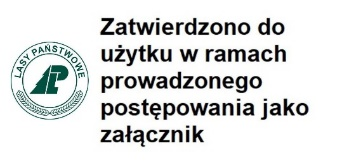 LASY PAŃSTWOWE
Zatwierdzono do
użytku w ramach
prowadzonego
postępowania jako
załącznik